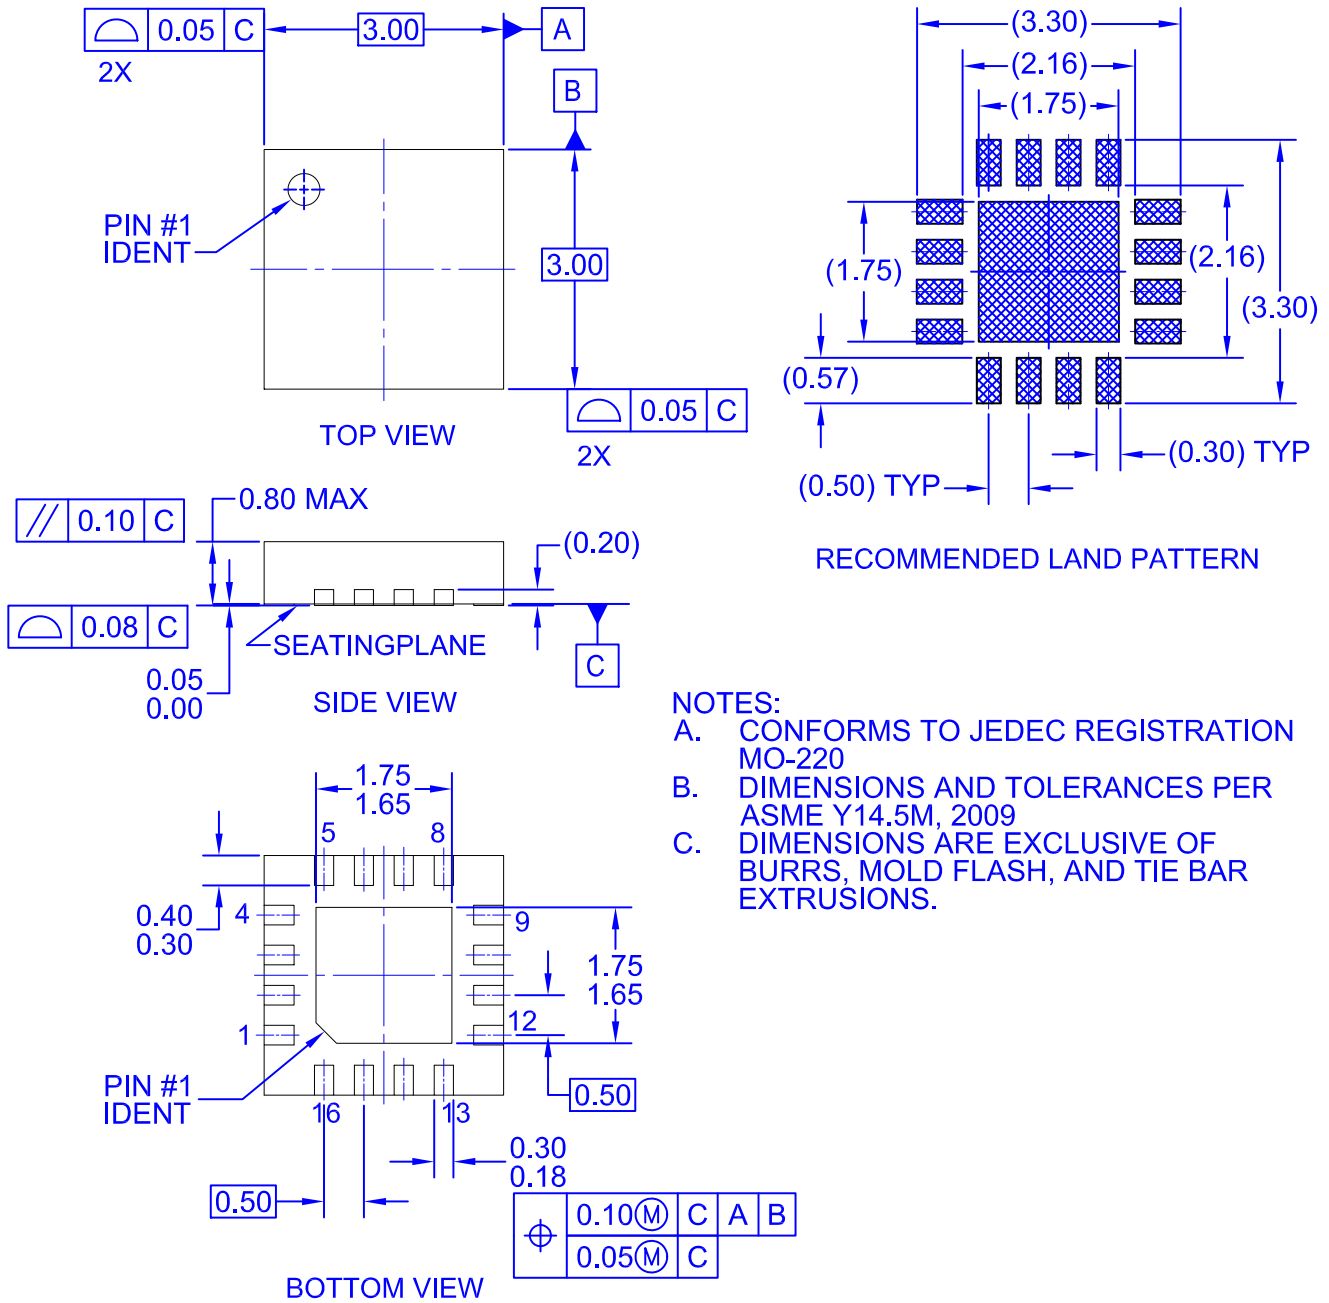 0.05 C
2X
3.00
A
B
PIN #1
IDENT
3.00
0.05 C
2X
TOP VIEW
(3.30)
(2.16)
(1.75)
(1.75)
(2.16)
(3.30)
(0.57)
(0.50) TYP
(0.30) TYP
RECOMMENDED LAND PATTERN
0.80 MAX
// 0.10 C
(0.20)
0.08 C
SEATINGPLANE
0.05
0.00
C
SIDE VIEW
NOTES:
A. CONFORMS TO JEDEC REGISTRATION
MO-220
B. DIMENSIONS AND TOLERANCES PER
ASME Y14.5M, 2009
C. DIMENSIONS ARE EXCLUSIVE OF
BURRS, MOLD FLASH, AND TIE BAR
EXTRUSIONS.
1.75
1.65
5 8
0.40
0.30
4 9
1.75
1.65
1 12
PIN #1
IDENT
0.50
16 13
0.30
0.18
0.50
0.10Ⓜ C A B
0.05Ⓜ C
BOTTOM VIEW